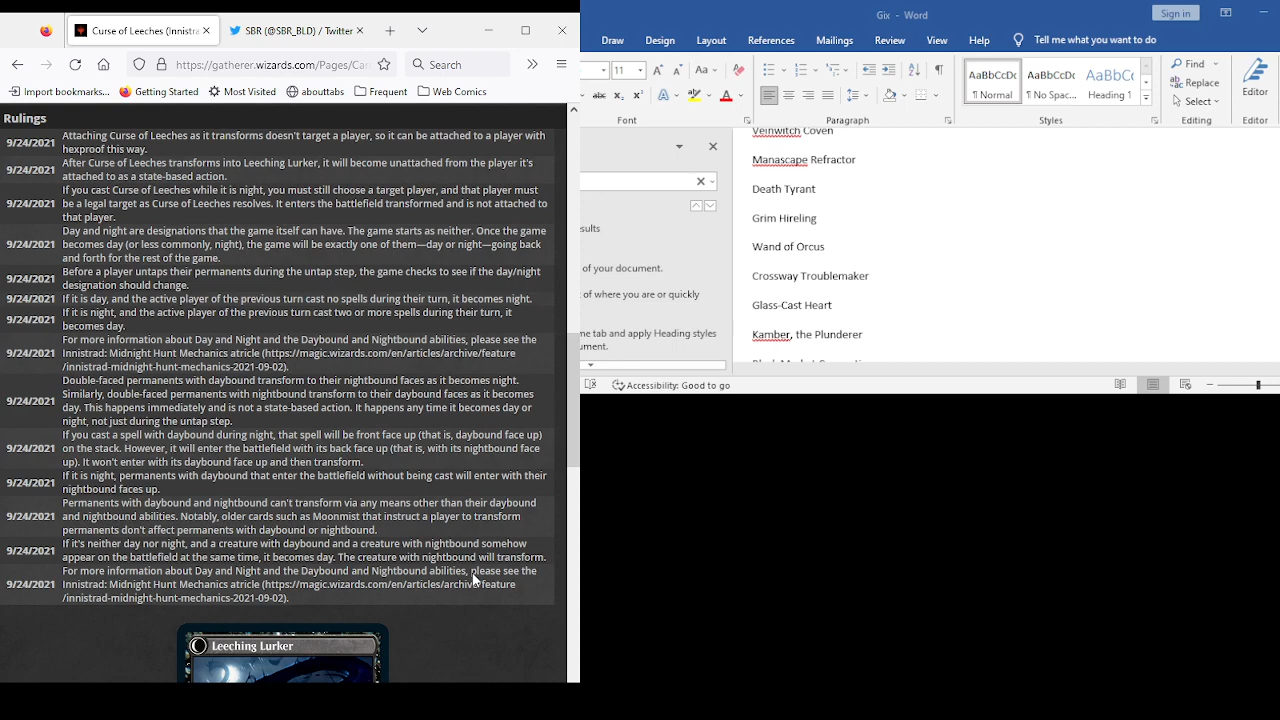 Curse of Leeches (Innistra
SBR (@SBR_BLD) / Twitter
https://gatherer.wizards.com/Pages/Ca
Search
Import bookmarks...
Getting Started
Most Visited
abouttabs
Frequent
Web Comics
Rulings
9/24/2021 Attaching Curse of Leeches as it transforms doesn't target a player, so it can be attached to a player with
hexproof this way.
9/24/2021 After Curse of Leeches transforms into Leeching Lurker, it will become unattached from the player it's
attached to as a state-based action.
If you cast Curse of Leeches while it is night, you must still choose a target player, and that player must
9/24/2021 be a legal target as Curse of Leeches resolves. It enters the battlefield transformed and is not attached to
that player.
Day and night are designations that the game itself can have. The game starts as neither. Once the game
9/24/2021 becomes day (or less commonly, night), the game will be exactly one of them—day or night—going back
and forth for the rest of the game.
9/24/2021 Before a player untaps their permanents during the untap step, the game checks to see if the day/night
designation should change.
9/24/2021 If it is day, and the active player of the previous turn cast no spells during their turn, it becomes night.
9/24/2021 If it is night, and the active player of the previous turn cast two or more spells during their turn, it
becomes day.
For more information about Day and Night and the Daybound and Nightbound abilities, please see the
9/24/2021 Innistrad: Midnight Hunt Mechanics atricle (https://magic.wizards.com/en/articles/archive/feature
/innistrad-midnight-hunt-mechanics-2021-09-02).
Double-faced permanents with daybound transform to their nightbound faces as it becomes night.
9/24/2021 Similarly, double-faced permanents with nightbound transform to their daybound faces as it becomes
day. This happens immediately and is not a state-based action. It happens any time it becomes day or
night, not just during the untap step.
If you cast a spell with daybound during night, that spell will be front face up (that is, daybound face up)
9/24/2021 on the stack. However, it will enter the battlefield with its back face up (that is, with its nightbound face
up). It won't enter with its daybound face up and then transform.
9/24/2021 If it is night, permanents with daybound that enter the battlefield without being cast will enter with their
nightbound faces up.
Permanents with daybound and nightbound can't transform via any means other than their daybound
9/24/2021 and nightbound abilities. Notably, older cards such as Moonmist that instruct a player to transform
permanents don't affect permanents with daybound or nightbound.
9/24/2021 If it's neither day nor night, and a creature with daybound and a creature with nightbound somehow
appear on the battlefield at the same time, it becomes day. The creature with nightbound will transform.
For more information about Day and Night and the Daybound and Nightbound abilities, please see the
9/24/2021 Innistrad: Midnight Hunt Mechanics atricle (https://magic.wizards.com/en/articles/archive/feature
/innistrad-midnight-hunt-mechanics-2021-09-02).
Leeching Lurker
Gix - Word
Sign in
Draw Design Layout References Mailings Review View Help Tell me what you want to do
11
Aa
abc x₂ x² A A
Font
Paragraph
AaBbCcDc AaBbCcDc AaBbCc
¶ Normal ¶ No Spac... Heading 1
Styles
Find
Replace
Select
Editing
Editor
Editor
sults
of your document.
t of where you are or quickly
ne tab and apply Heading styles
cument.
Veinwitch Coven
Manascape Refractor
Death Tyrant
Grim Hireling
Wand of Orcus
Crossway Troublemaker
Glass-Cast Heart
Kamber, the Plunderer
Accessibility: Good to go